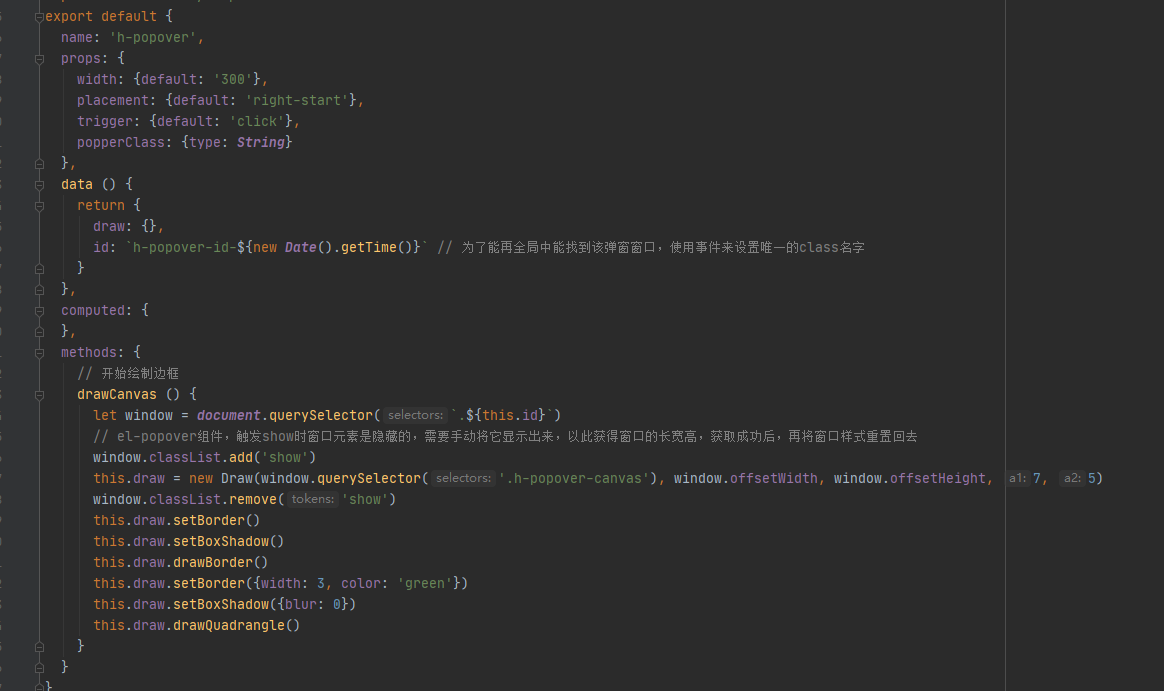 export default {
  name: 'h-popover',
  props: {
    width: {default: '300'},
    placement: {default: 'right-start'},
    trigger: {default: 'click'},
    popperClass: {type: String}
  },
  data () {
    return {
      draw: {},
      id: `h-popover-id-${new Date().getTime()}` // 为了能再全局中能找到该弹窗窗口，使用事件来设置唯一的class名字
    }
  },
  computed: {
  },
  methods: {
    // 开始绘制边框
    drawCanvas () {
      let window = document.querySelector( selectors: `.${this.id}`)
      // el-popover组件，触发show时窗口元素是隐藏的，需要手动将它显示出来，以此获得窗口的长宽高，获取成功后，再将窗口样式重置回去
      window.classList.add('show')
      this.draw = new Draw(window.querySelector( selectors: '.h-popover-canvas'), window.offsetWidth, window.offsetHeight, a1: 7, a2: 5)
      window.classList.remove( tokens: 'show')
      this.draw.setBorder()
      this.draw.setBoxShadow()
      this.draw.drawBorder()
      this.draw.setBorder({width: 3, color: 'green'})
      this.draw.setBoxShadow({blur: 0})
      this.draw.drawQuadrangle()
    }
  }
}